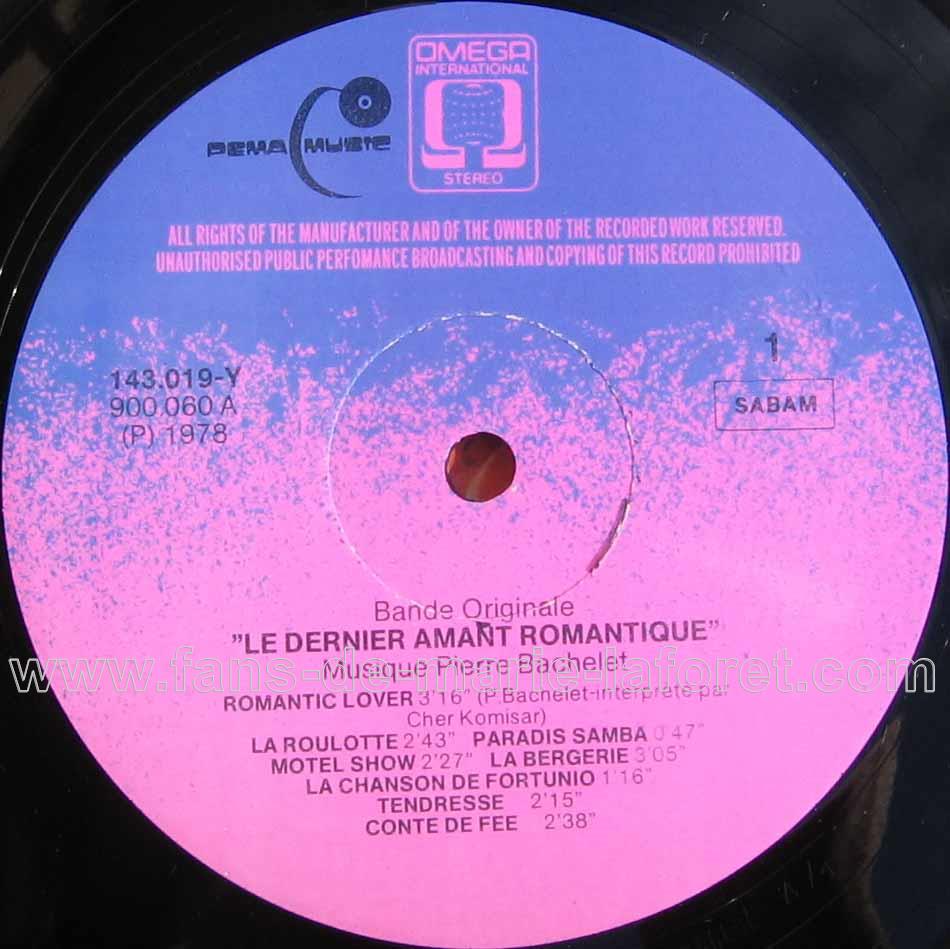 OMEGA
INTERNATIONAL
STEREO
PEMA MUSIC
ALL RIGHTS OF THE MANUFACTURER AND OF THE OWNER OF THE RECORDED WORK RESERVED.
UNAUTHORISED PUBLIC PERFOMANCE BROADCASTING AND COPYING OF THIS RECORD PROHIBITED
143.019-Y
900.060 A
(P) 1978
1
SABAM
Bande Originale
"LE DERNIER AMANT ROMANTIQUE"
Musique Pierre Bachelet
www.fans-de-marie-laforet.com
ROMANTIC LOVER 3'16" (P.Bachelet-interprete par
Cher Komisar)
LA ROULOTTE 2'43" PARADIS SAMBA 0'47"
MOTEL SHOW 2'27" LA BERGERIE 3'05"
LA CHANSON DE FORTUNIO 1'16"
TENDRESSE 2'15"
CONTE DE FEE 2'38"